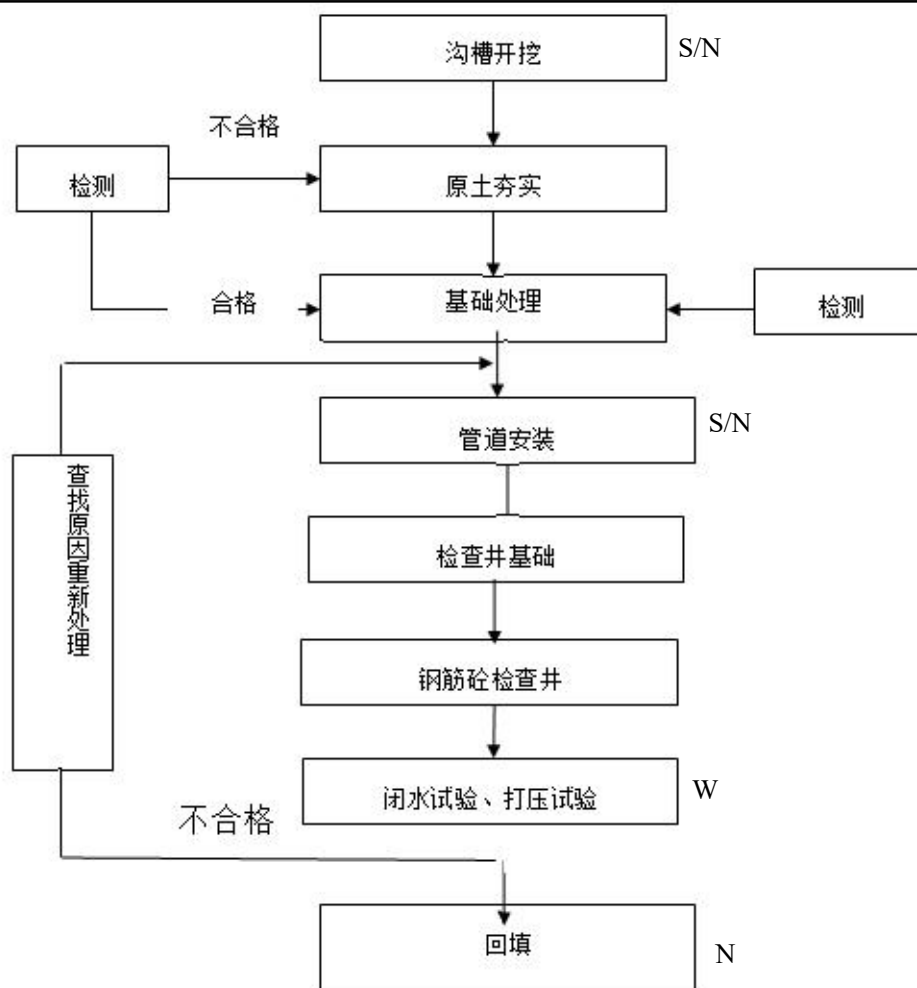 沟槽开挖
S/N
不合格
检测
原土夯实
合格
基础处理
检测
管道安装
S/N
查找原因重新处理
检查井基础
钢筋砼检查井
闭水试验、打压试验
W
不合格
回填
N